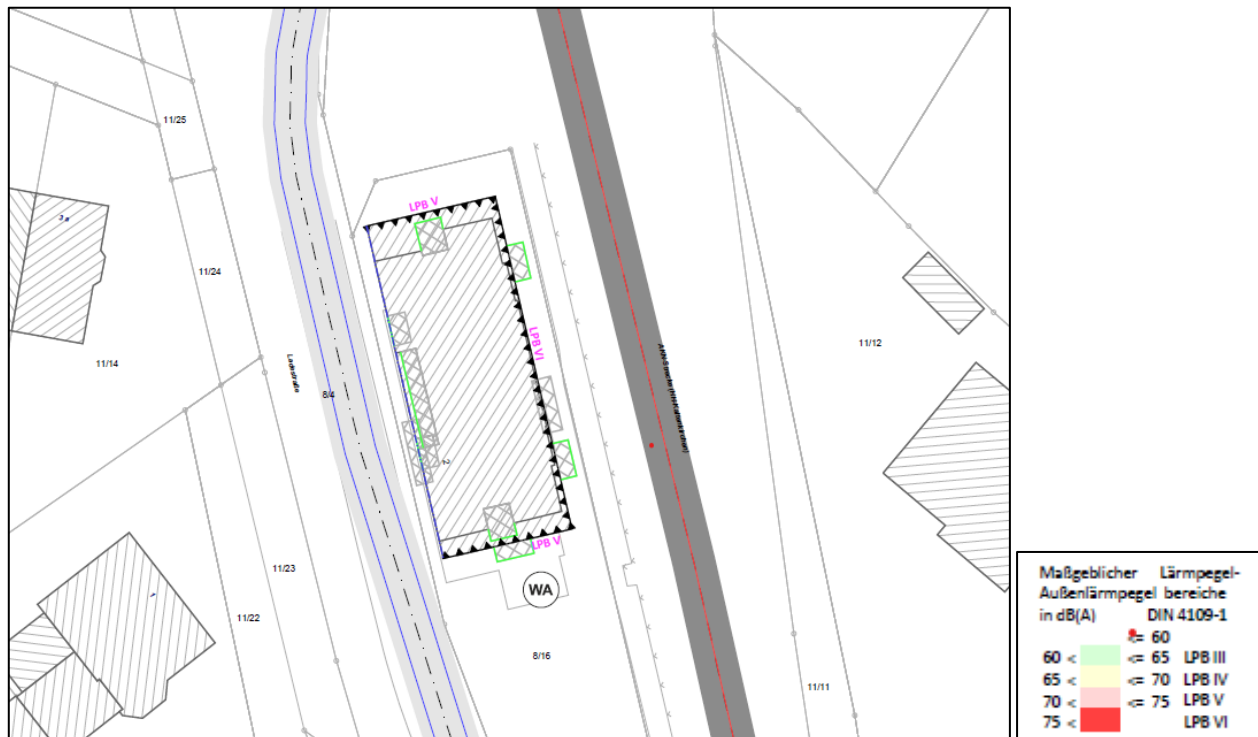 11/25
3 a
11/24
LPB V
LPB VI
11/14
Lachstraße
8/4
11/12
LPB V
WA
11/23
11/22
8/16
11/11
Maßgeblicher Lärmpegel-
Außenlärmpegel bereiche
in dB(A) DIN 4109-1
<= 60
60 < <= 65 LPB III
65 < <= 70 LPB IV
70 < <= 75 LPB V
75 < LPB VI